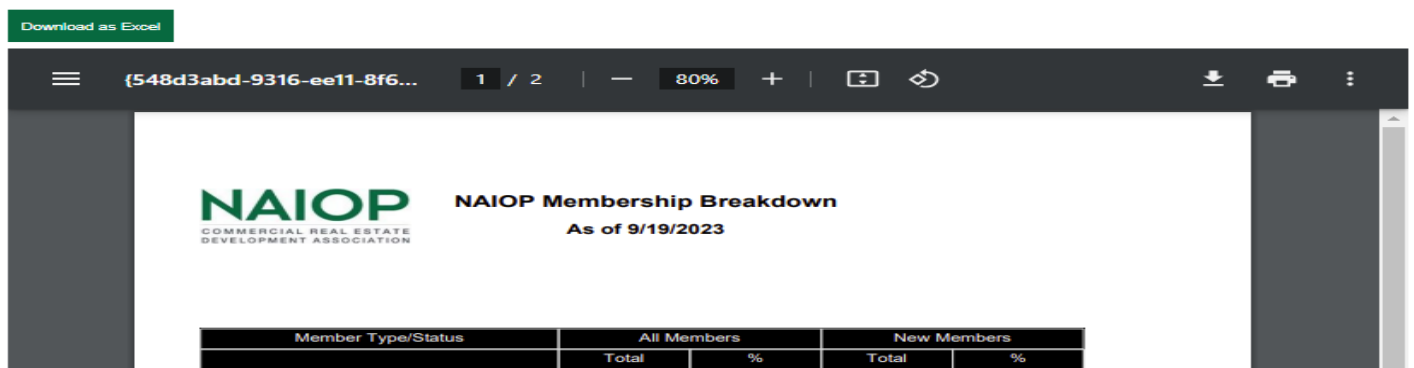 Download as Excel
{548d3abd-9316-ee11-8f6... 1 / 2 80%
NAIOP
COMMERCIAL REAL ESTATE
DEVELOPMENT ASSOCIATION
NAIOP Membership Breakdown
As of 9/19/2023
Member Type/Status All Members New Members
Total % Total %